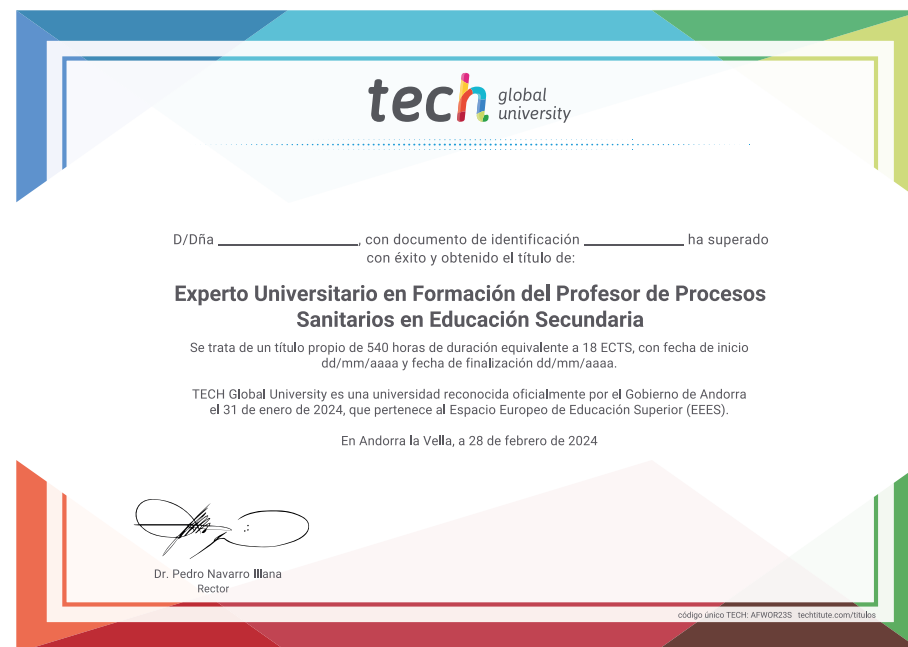 tech global university
D/Dña ____________________, con documento de identificación ______________ ha superado
con éxito y obtenido el título de:
Experto Universitario en Formación del Profesor de Procesos
Sanitarios en Educación Secundaria
Se trata de un título propio de 540 horas de duración equivalente a 18 ECTS, con fecha de inicio
dd/mm/aaaa y fecha de finalización dd/mm/aaaa.
TECH Global University es una universidad reconocida oficialmente por el Gobierno de Andorra
el 31 de enero de 2024, que pertenece al Espacio Europeo de Educación Superior (EEES).
En Andorra la Vella, a 28 de febrero de 2024
Dr. Pedro Navarro Illana
Rector
código único TECH: AFWOR23S techtitute.com/titulos